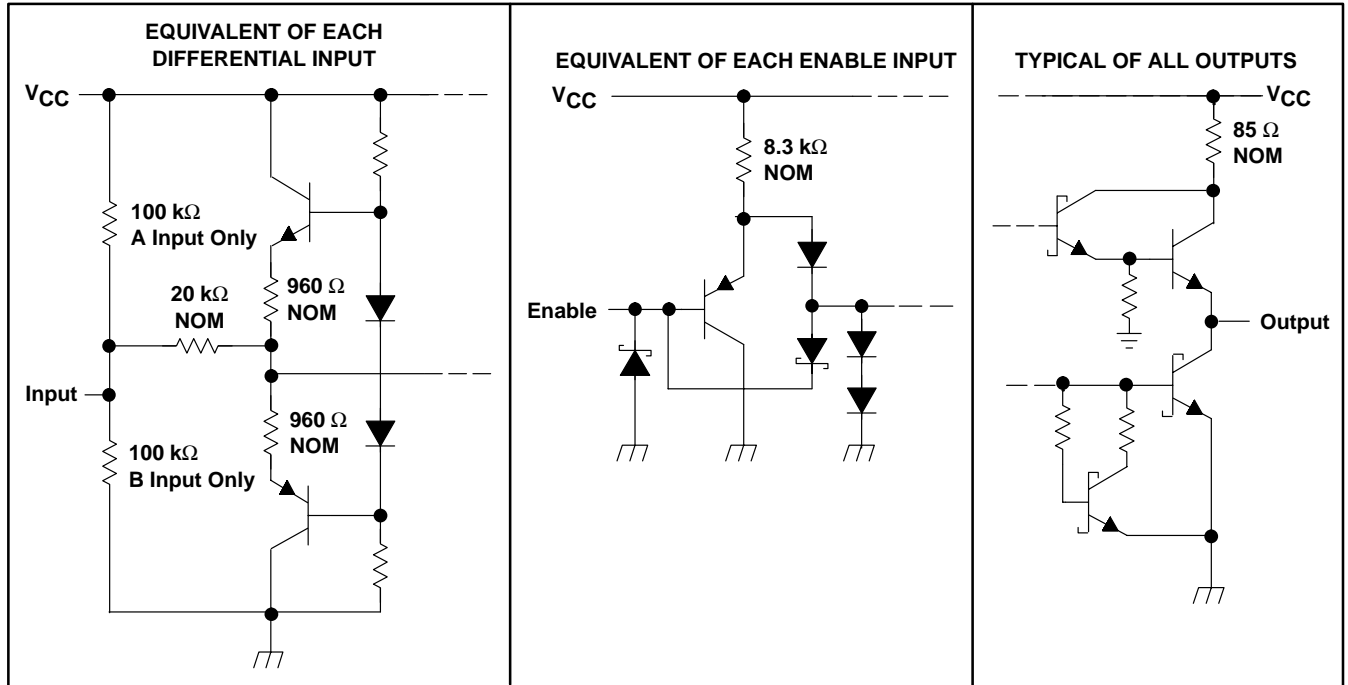 EQUIVALENT OF EACH
DIFFERENTIAL INPUT
VCC
100 kΩ
A Input Only
20 kΩ
NOM
960 Ω
NOM
Input
960 Ω
NOM
100 kΩ
B Input Only
EQUIVALENT OF EACH ENABLE INPUT
VCC
8.3 kΩ
NOM
Enable
TYPICAL OF ALL OUTPUTS
VCC
85 Ω
NOM
Output